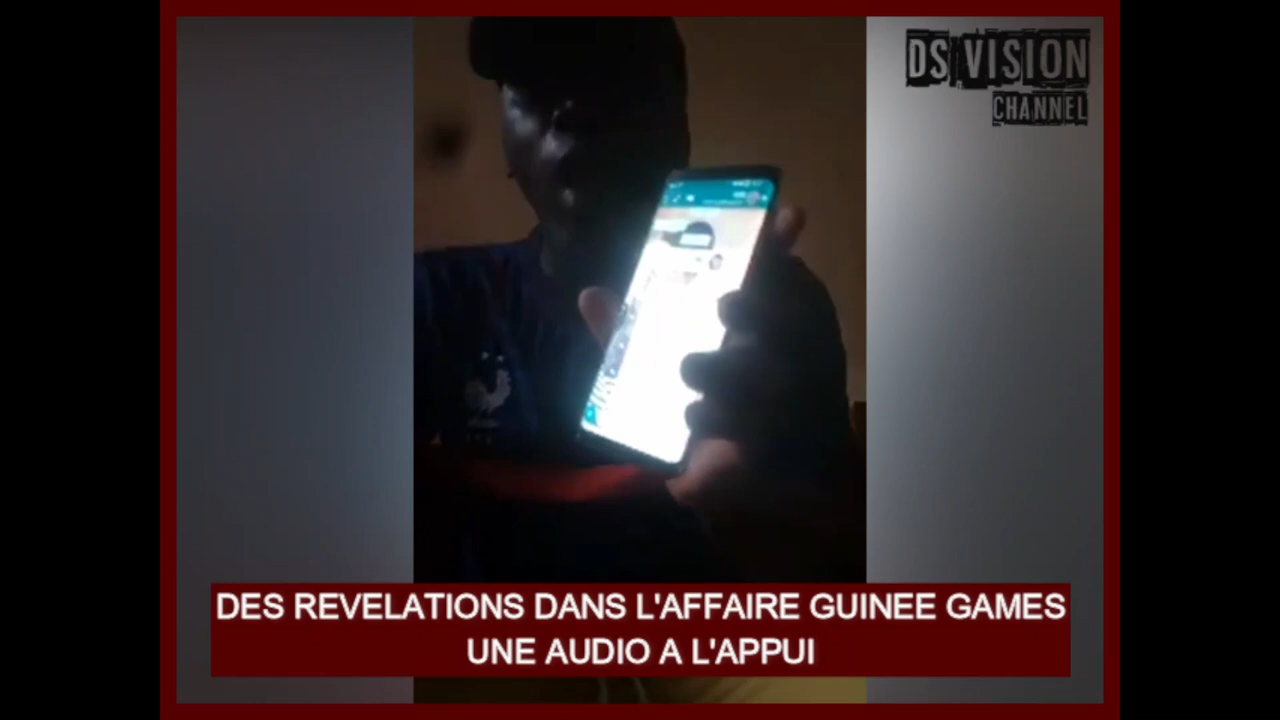 DS VISION
CHANNEL
DES REVELATIONS DANS L'AFFAIRE GUINEE GAMES
UNE AUDIO A L'APPUI